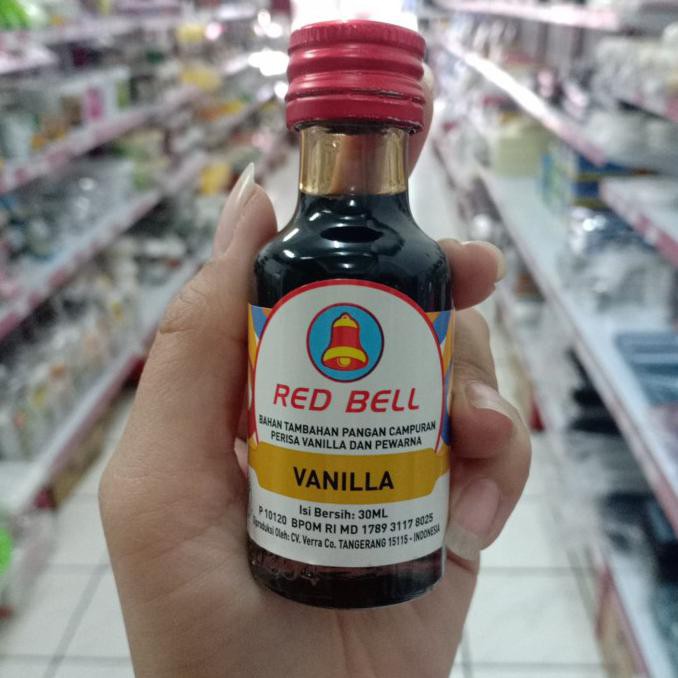 RED BELL
BAHAN TAMBAHAN PANGAN CAMPURAN
PERISA VANILLA DAN PEWARNA
VANILLA
Isi Bersih: 30ML
P 10120 BPOM RI MD 1789 3117 8025
Diproduksi Oleh: CV. Verra Co. TANGERANG 15115 - INDONESIA